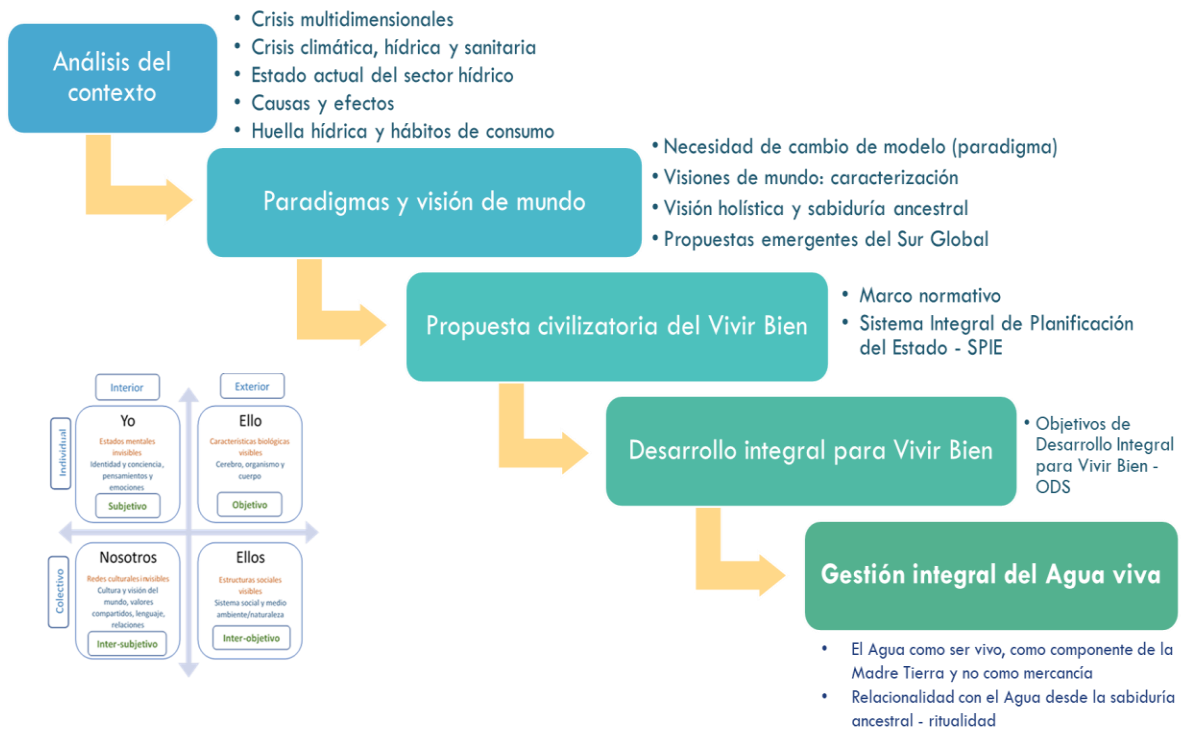 Análisis del
contexto
• Crisis multidimensionales
• Crisis climática, hídrica y sanitaria
• Estado actual del sector hídrico
• Causas y efectos
• Huella hídrica y hábitos de consumo
Paradigmas y visión de mundo
• Necesidad de cambio de modelo (paradigma)
• Visiones de mundo: caracterización
• Visión holística y sabiduría ancestral
• Propuestas emergentes del Sur Global
Propuesta civilizatoria del Vivir Bien
• Marco normativo
• Sistema Integral de Planificación
del Estado - SPIE
Desarrollo integral para Vivir Bien
• Objetivos de
Desarrollo Integral
para Vivir Bien -
ODS
Gestión integral del Agua viva
• El Agua como ser vivo, como componente de la
Madre Tierra y no como mercancía
• Relacionalidad con el Agua desde la sabiduría
ancestral - ritualidad
Interior
Exterior
Individual
Yo
Estados mentales
invisibles
Identidad y conciencia,
pensamientos y
emociones
Subjetivo
Ello
Características biológicas
visibles
Cerebro, organismo y
cuerpo
Objetivo
Colectivo
Nosotros
Redes culturales invisibles
Cultura y visión del
mundo, valores
compartidos, lenguaje,
relaciones
Inter-subjetivo
Ellos
Estructuras sociales
visibles
Sistema social y medio
ambiente/naturaleza
Inter-objetivo